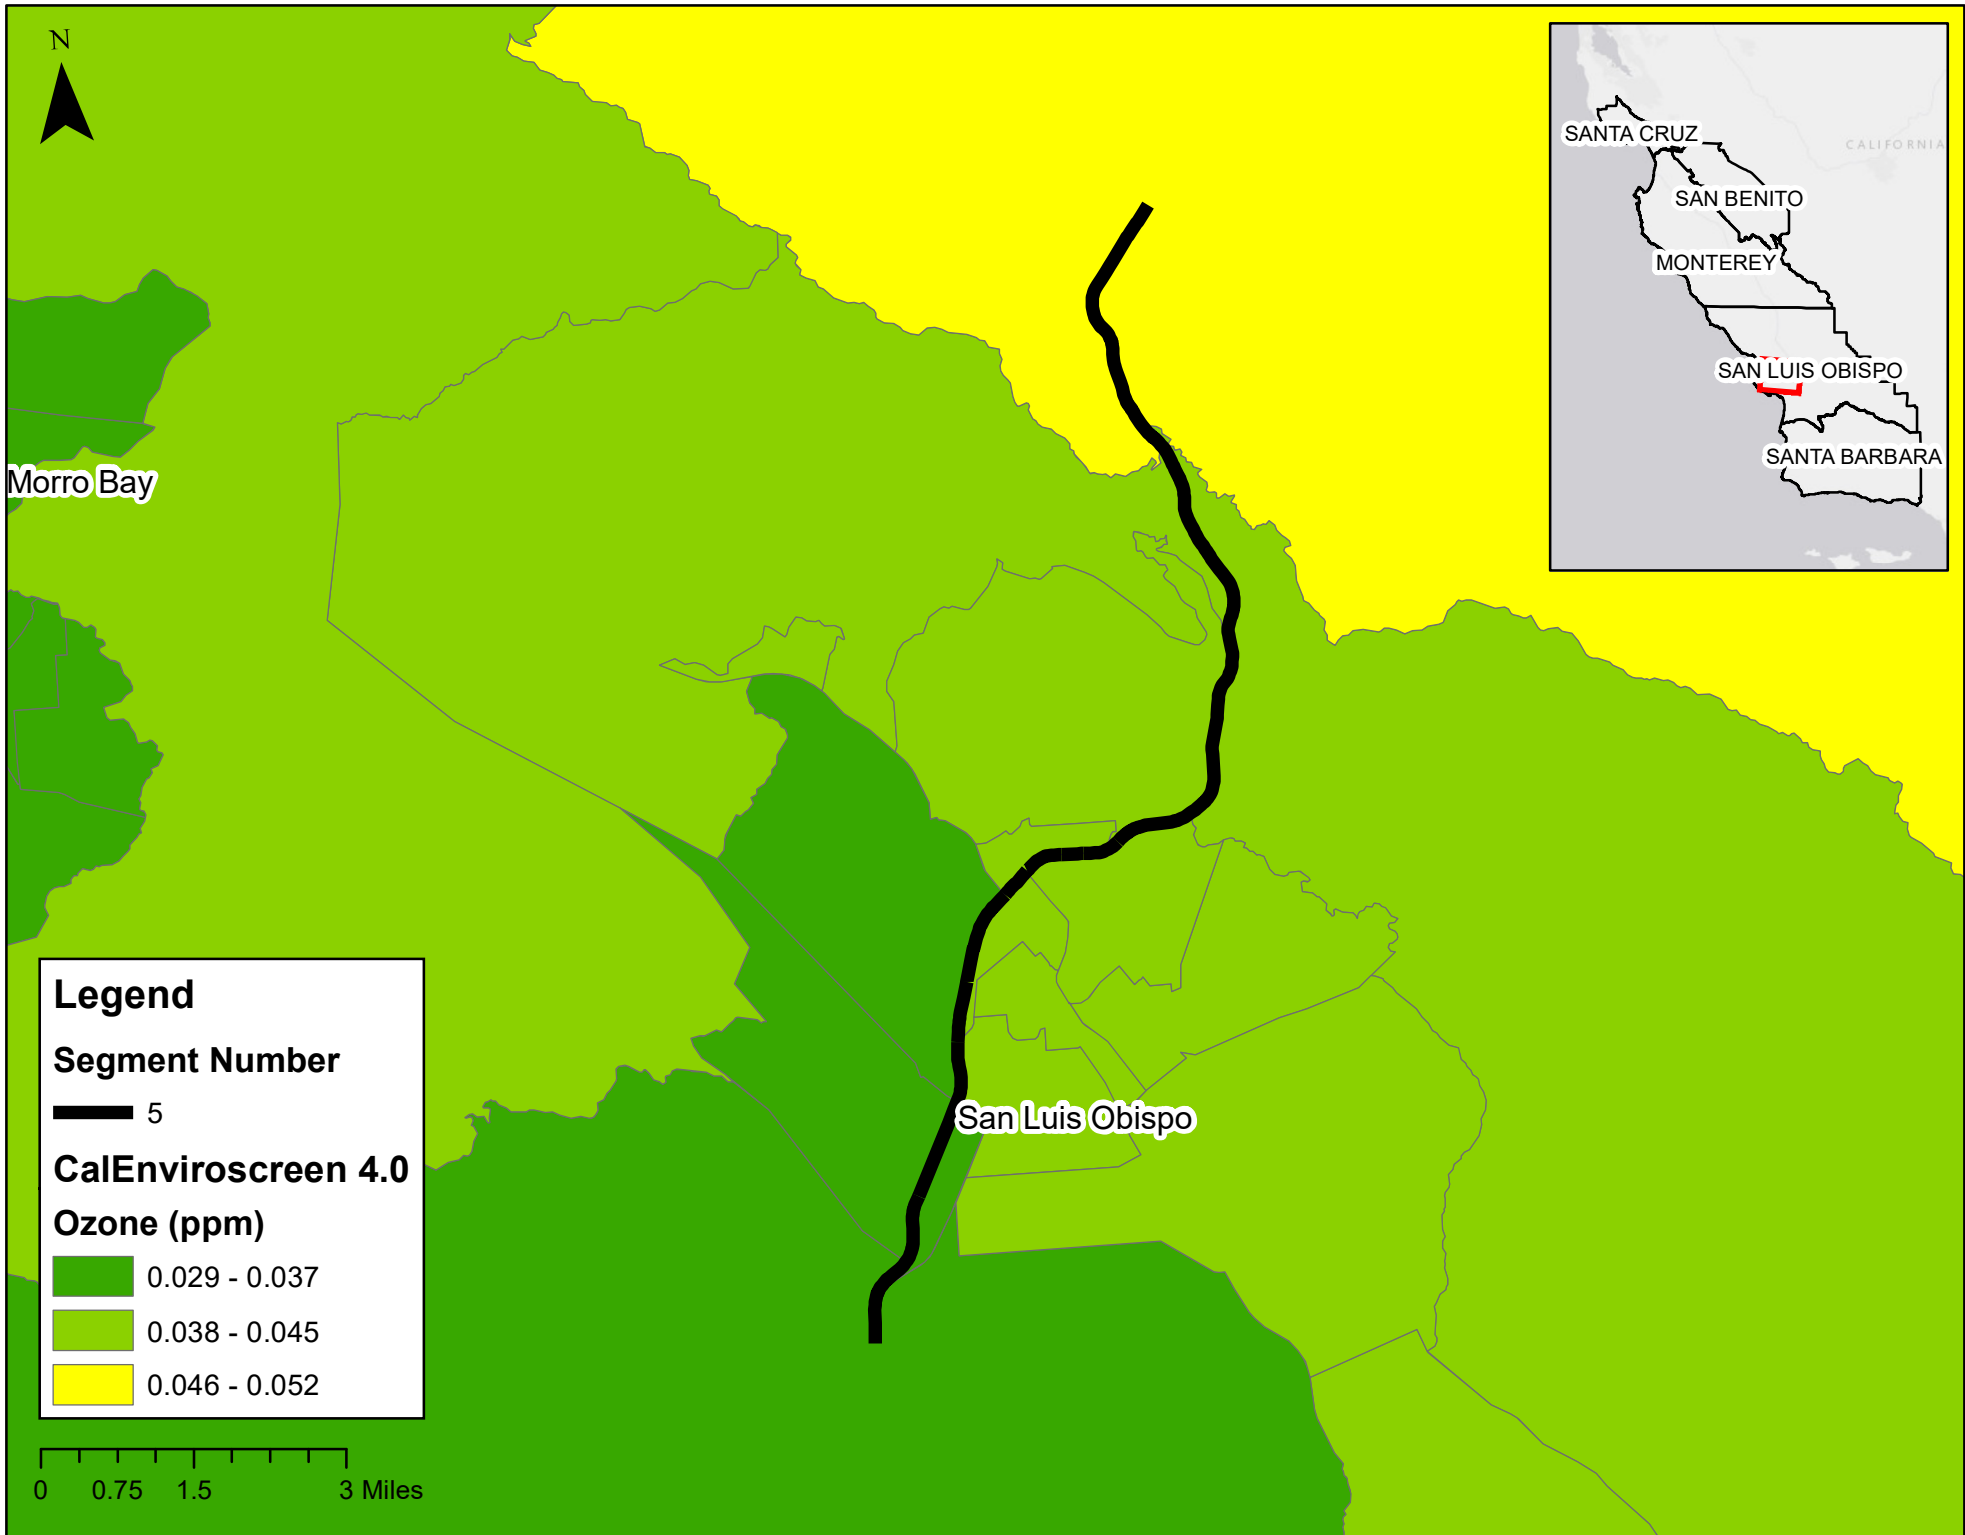 N
SANTA CRUZ
CALIFORNIA
SAN BENITO
MONTEREY
SAN LUIS OBISPO
SANTA BARBARA
Morro Bay
San Luis Obispo
Legend
Segment Number
5
CalEnviroscreen 4.0
Ozone (ppm)
0.029 - 0.037
0.038 - 0.045
0.046 - 0.052
0 0.75 1.5 3 Miles